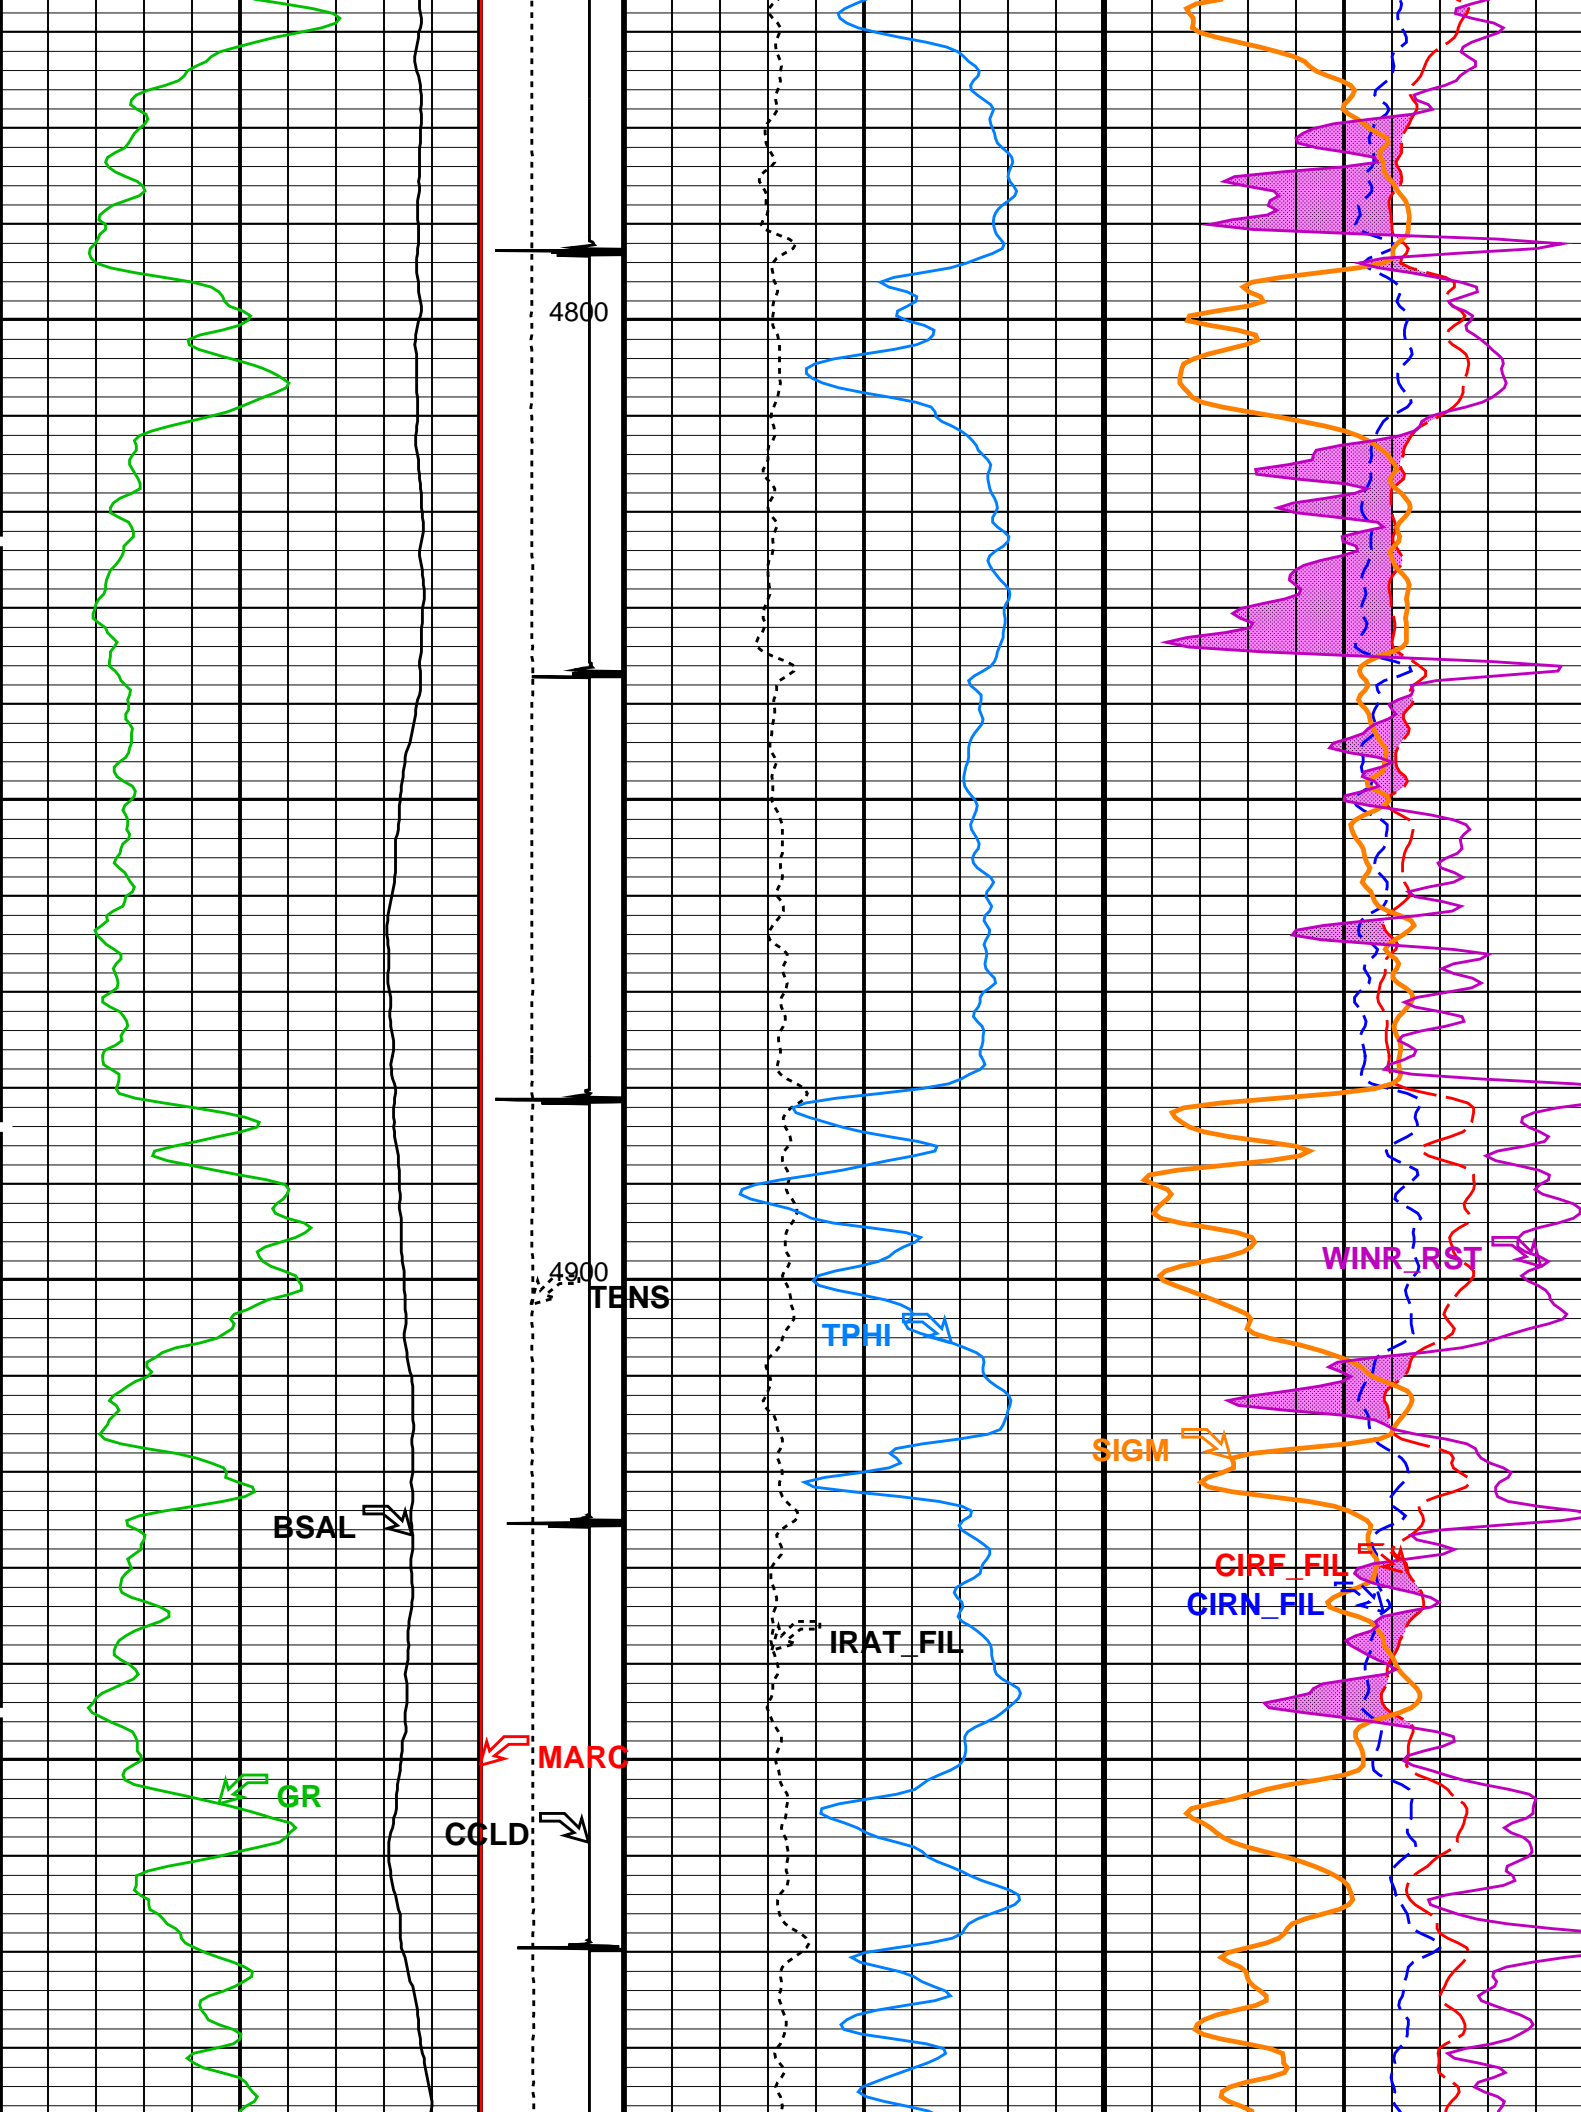 4800
WINR_RST
4900
TENS
TPHI
SIGM
BSAL
CIRF_FIL
CIRN_FIL
IRAT_FIL
MARC
GR
CCLD